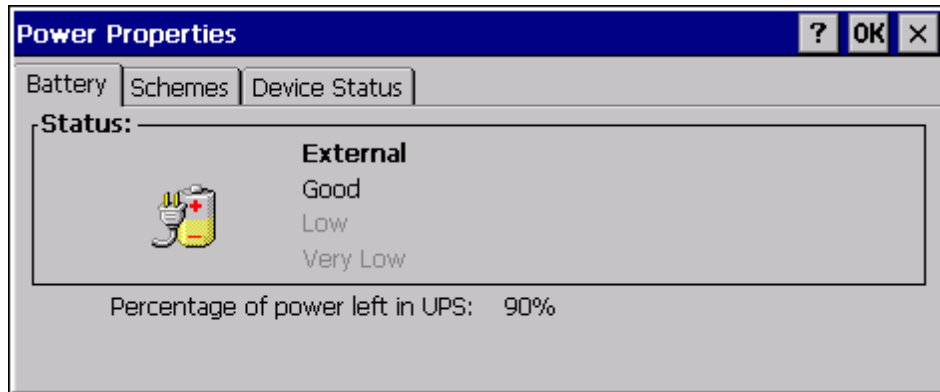 Power Properties ? OK ×
Battery Schemes Device Status
Status:
External
Good
Low
Very Low
Percentage of power left in UPS: 90%